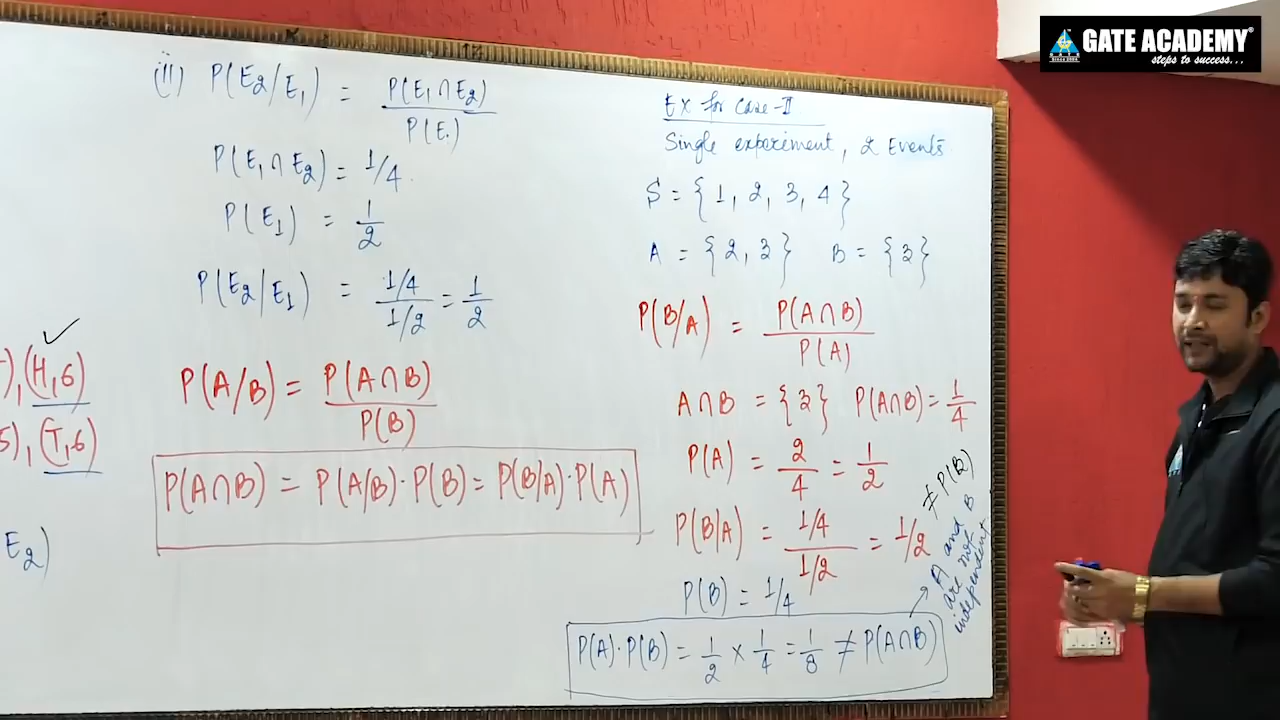 GATE ACADEMY®
steps to success...
(ii) P(E2/E1) = P(E1∩E2) / P(E1)
P(E1∩E2) = 1/4
P(E1) = 1/2
P(E2/E1) = 1/4 / 1/2 = 1/2
), (H,6)
5), (T,6)
E2)
P(A/B) = P(A∩B) / P(B)
P(A∩B) = P(A/B)·P(B) = P(B/A)·P(A)
Ex for Case-II
Single experiment, 2 Events
S = {1, 2, 3, 4}
A = {2, 3} B = {3}
P(B/A) = P(A∩B) / P(A)
A∩B = {3} P(A∩B) = 1/4
P(A) = 2/4 = 1/2
P(B/A) = 1/4 / 1/2 = 1/2 ≠ P(B)
P(B) = 1/4
P(A)·P(B) = 1/2 × 1/4 = 1/8 ≠ P(A∩B)
A and B
are not
independent